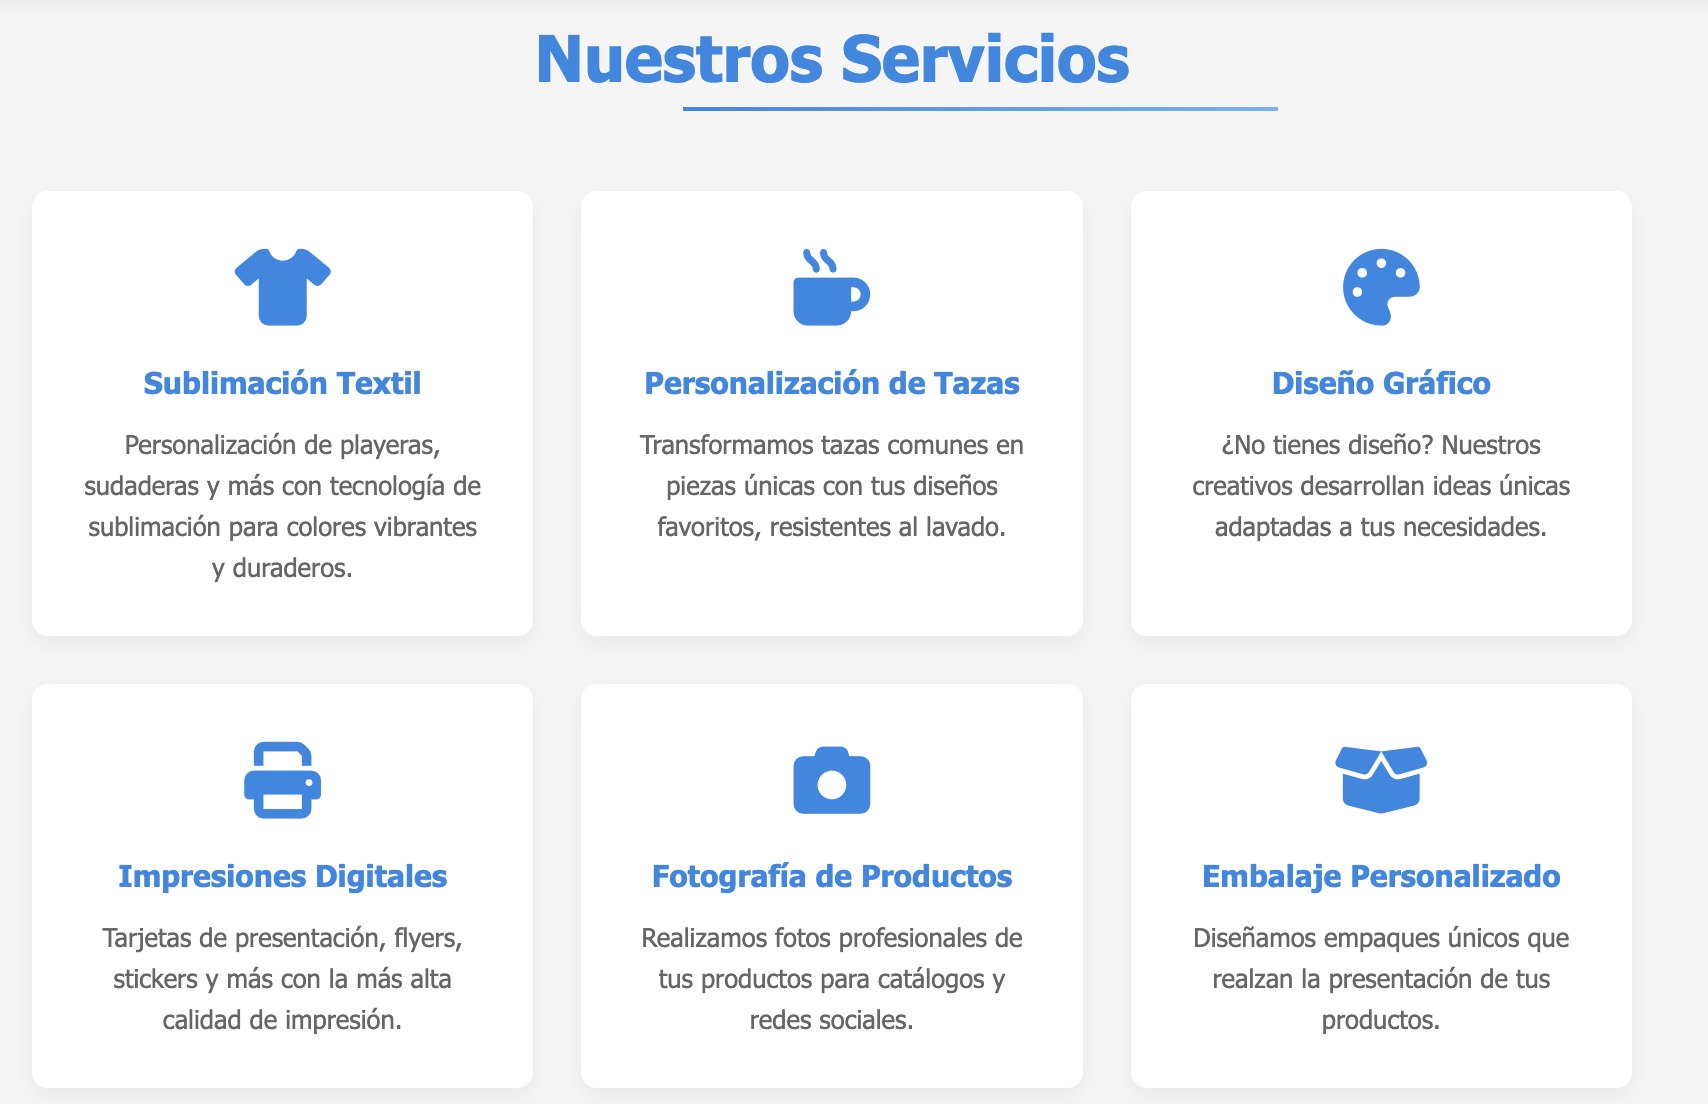 Nuestros Servicios
Sublimación Textil
Personalización de playeras,
sudaderas y más con tecnología de
sublimación para colores vibrantes
y duraderos.
Personalización de Tazas
Transformamos tazas comunes en
piezas únicas con tus diseños
favoritos, resistentes al lavado.
Diseño Gráfico
¿No tienes diseño? Nuestros
creativos desarrollan ideas únicas
adaptadas a tus necesidades.
Impresiones Digitales
Tarjetas de presentación, flyers,
stickers y más con la más alta
calidad de impresión.
Fotografía de Productos
Realizamos fotos profesionales de
tus productos para catálogos y
redes sociales.
Embalaje Personalizado
Diseñamos empaques únicos que
realzan la presentación de tus
productos.